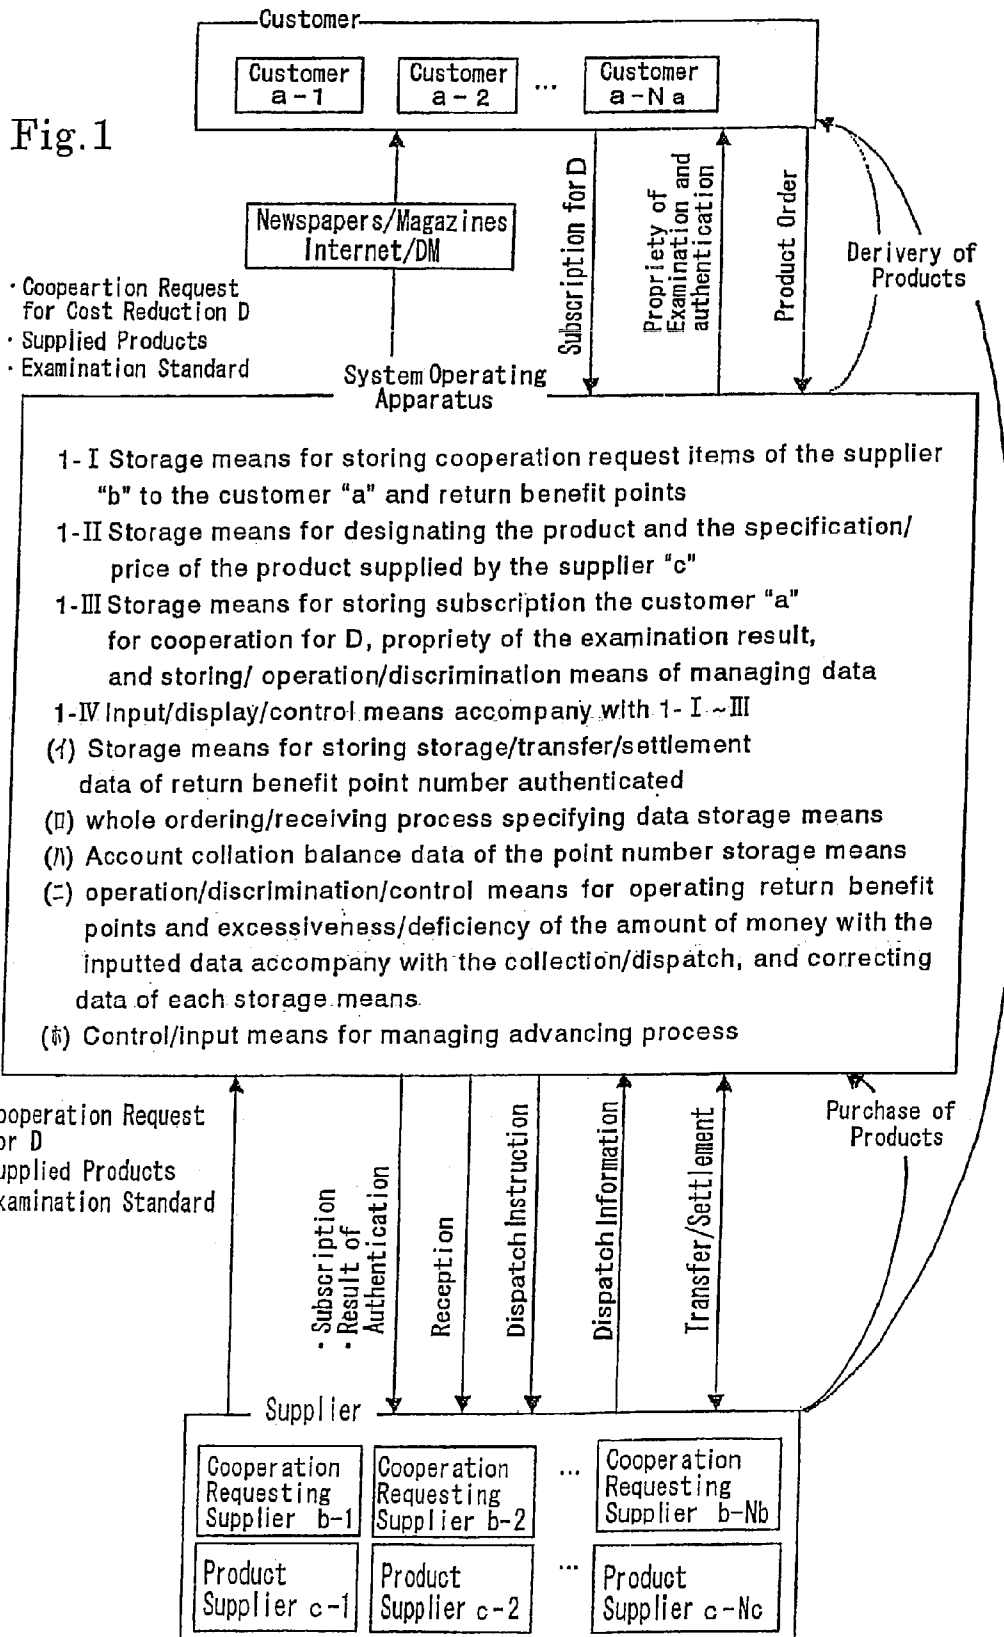 Customer
Customer
a-1
Customer
a-2
...
Customer
a-Na
Fig.1
Newspapers/Magazines
Internet/DM
Subscription for D
Propriety of
Examination and
authentication
Product Order
Derivery of
Products
· Coopeartion Request
for Cost Reduction D
· Supplied Products
· Examination Standard
System Operating
Apparatus
1-I Storage means for storing cooperation request items of the supplier
"b" to the customer "a" and return benefit points
1-II Storage means for designating the product and the specification/
price of the product supplied by the supplier "c"
1-III Storage means for storing subscription the customer "a"
for cooperation for D, propriety of the examination result,
and storing/ operation/discrimination means of managing data
1-IV Input/display/control means accompany with 1-I~III
(イ) Storage means for storing storage/transfer/settlement
data of return benefit point number authenticated
(ロ) whole ordering/receiving process specifying data storage means
(ハ) Account collation balance data of the point number storage means
(ニ) operation/discrimination/control means for operating return benefit
points and excessiveness/deficiency of the amount of money with the
inputted data accompany with the collection/dispatch, and correcting
data of each storage means
(ホ) Control/input means for managing advancing process
ooperation Request
or D
upplied Products
xamination Standard
· Subscription
· Result of
Authentication
Reception
Dispatch Instruction
Dispatch Information
Transfer/Settlement
Purchase of
Products
Supplier
Cooperation
Requesting
Supplier b-1
Cooperation
Requesting
Supplier b-2
...
Cooperation
Requesting
Supplier b-Nb
Product
Supplier c-1
Product
Supplier c-2
...
Product
Supplier c-Nc